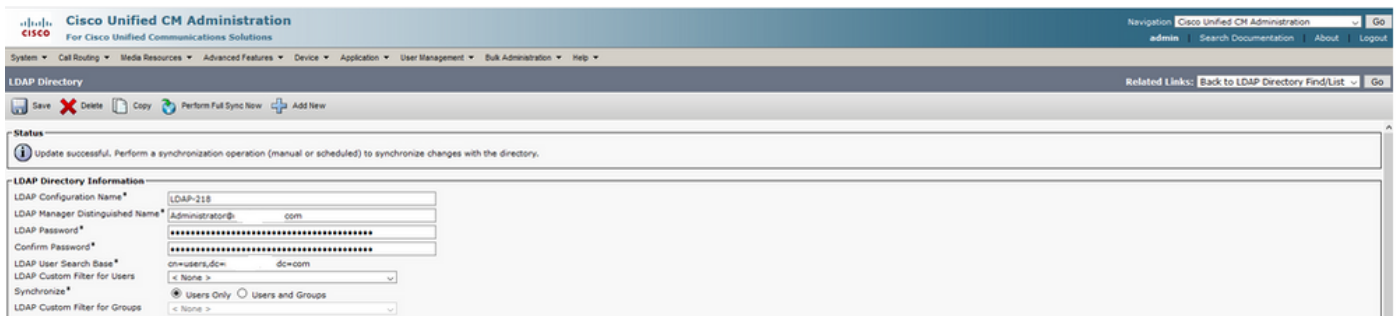 cisco Cisco Unified CM Administration
For Cisco Unified Communications Solutions
Navigation Cisco Unified CM Administration Go
admin | Search Documentation | About | Logout
System Call Routing Media Resources Advanced Features Device Application User Management Bulk Administration Help
LDAP Directory Related Links: Back to LDAP Directory Find/List Go
Save Delete Copy Perform Full Sync Now Add New
Status
Update successful. Perform a synchronization operation (manual or scheduled) to synchronize changes with the directory.
LDAP Directory Information
LDAP Configuration Name* LDAP-218
LDAP Manager Distinguished Name* Administrator@ com
LDAP Password* ••••••••••••••••••••••••••••••••••••••••
Confirm Password* ••••••••••••••••••••••••••••••••••••••••
LDAP User Search Base* cn=users,dc= dc=com
LDAP Custom Filter for Users < None >
Synchronize* Users Only Users and Groups
LDAP Custom Filter for Groups < None >